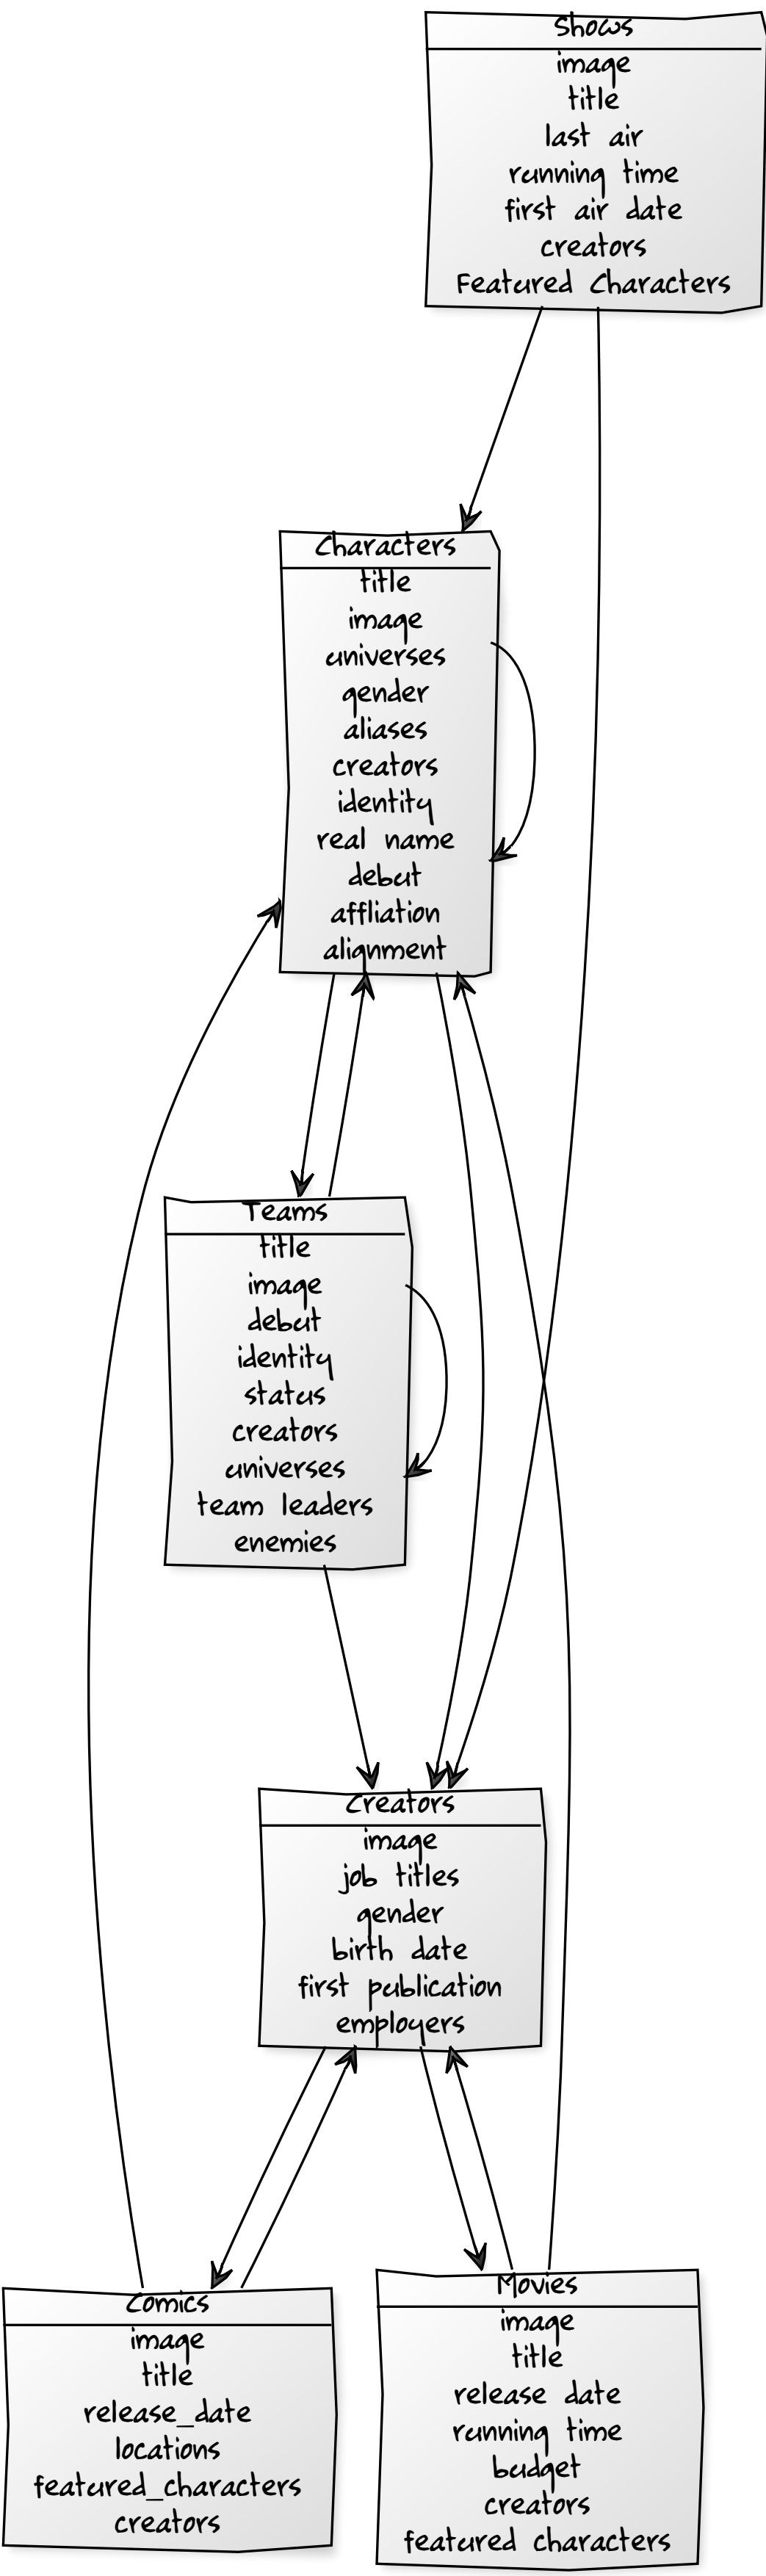 Shows
image
title
last air
running time
first air date
creators
Featured Characters
Characters
title
image
universes
gender
aliases
creators
identity
real name
debut
affliation
alignment
Teams
title
image
debut
identity
status
creators
universes
team leaders
enemies
Creators
image
job titles
gender
birth date
first publication
employers
Comics
image
title
release_date
locations
featured_characters
creators
Movies
image
title
release date
running time
budget
creators
featured characters